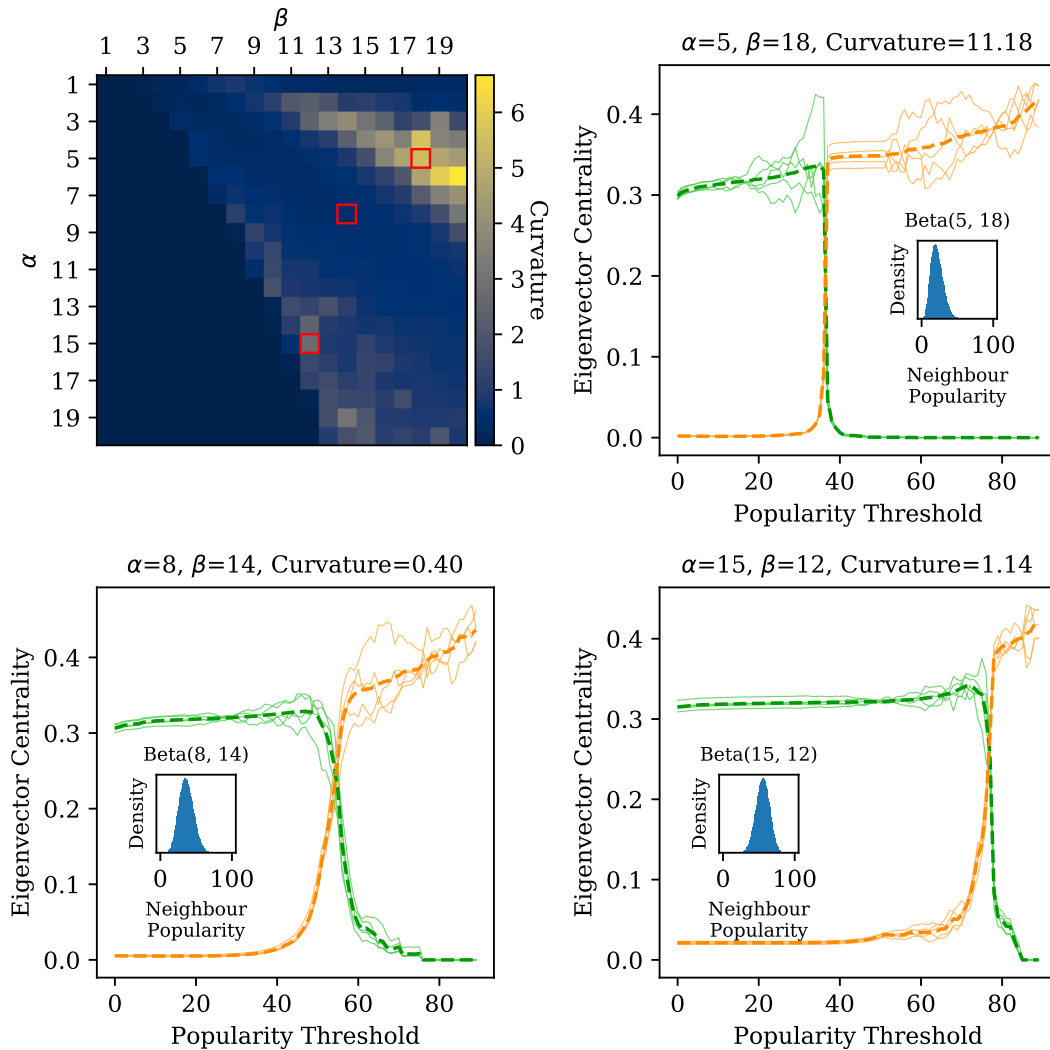 β
1 3 5 7 9 11 13 15 17 19
α
1
3
5
7
9
11
13
15
17
19
6
5
4
3
2
1
0
Curvature
α=5, β=18, Curvature=11.18
Eigenvector Centrality
0.4
0.3
0.2
0.1
0.0
0 20 40 60 80
Popularity Threshold
Beta(5, 18)
Density
0 100
Neighbour
Popularity
α=8, β=14, Curvature=0.40
Eigenvector Centrality
0.4
0.3
0.2
0.1
0.0
0 20 40 60 80
Popularity Threshold
Beta(8, 14)
Density
0 100
Neighbour
Popularity
α=15, β=12, Curvature=1.14
Eigenvector Centrality
0.4
0.3
0.2
0.1
0.0
0 20 40 60 80
Popularity Threshold
Beta(15, 12)
Density
0 100
Neighbour
Popularity